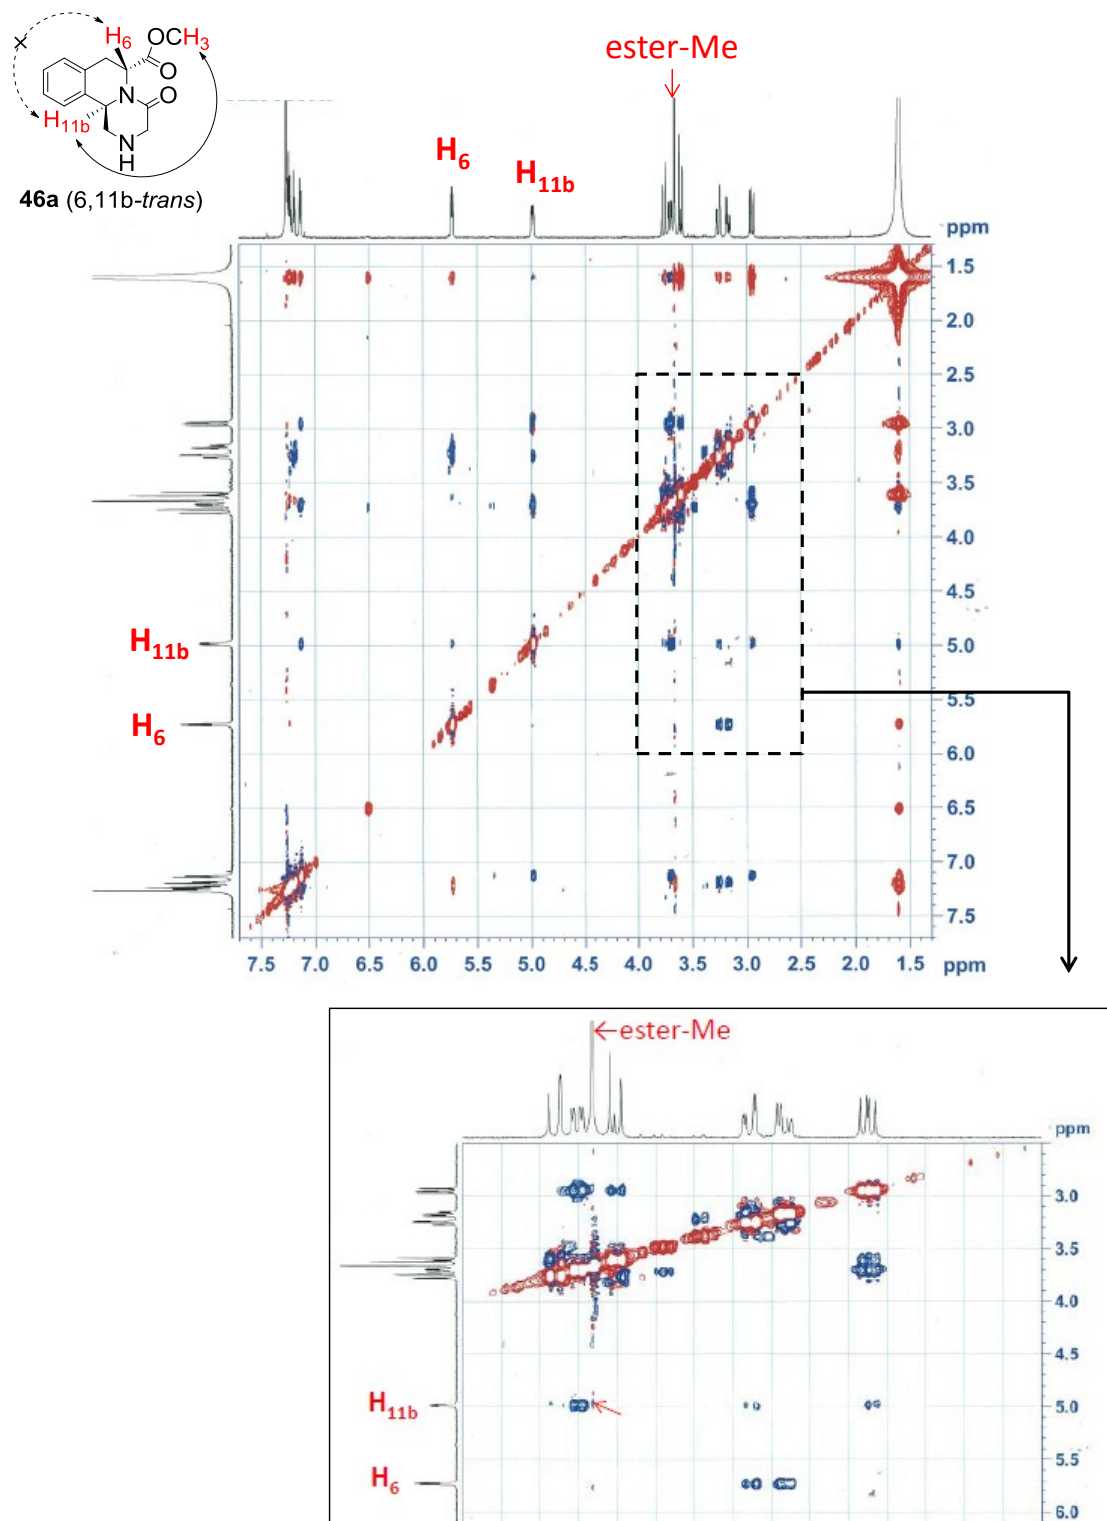 H6
OCH3
O
N
O
H11b
N
H
46a (6,11b-trans)
ester-Me
H6
H11b
ppm
1.5
2.0
2.5
3.0
3.5
4.0
4.5
5.0
5.5
6.0
6.5
7.0
7.5
H11b
H6
7.5 7.0 6.5 6.0 5.5 5.0 4.5 4.0 3.5 3.0 2.5 2.0 1.5 ppm
←ester-Me
ppm
3.0
3.5
4.0
4.5
5.0
5.5
6.0
H11b
H6